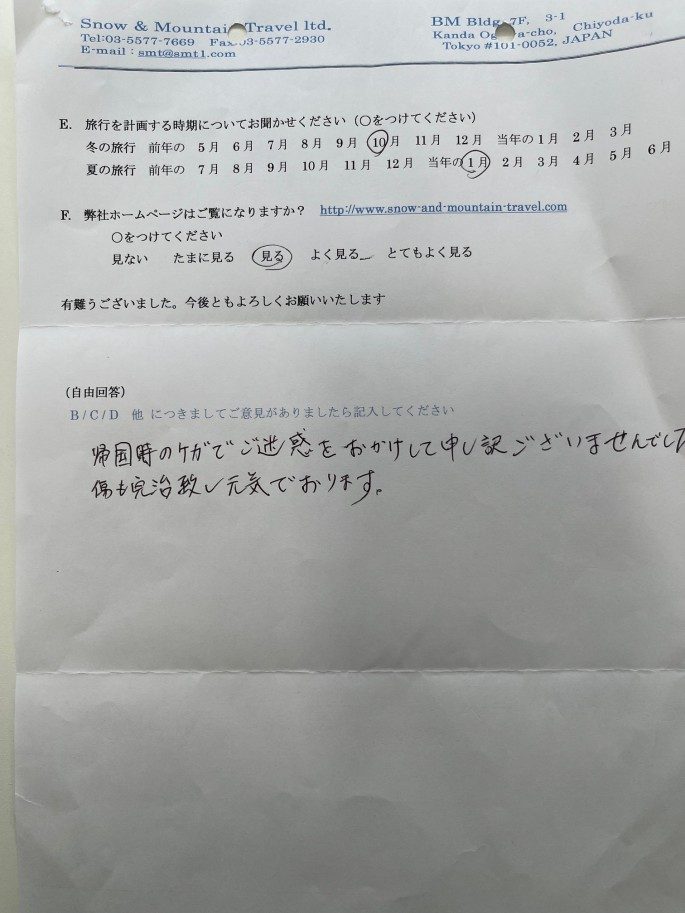 Snow & Mountain Travel ltd.
Tel:03-5577-7669 Fax:03-5577-2930
E-mail：smt@smt1.com
BM Bldg. 7F, 3-1
Kanda Og a-cho, Chiyoda-ku
Tokyo #101-0052, JAPAN
E. 旅行を計画する時期についてお聞かせください（○をつけてください）
冬の旅行 前年の 5月 6月 7月 8月 9月 10月 11月 12月 当年の1月 2月 3月
夏の旅行 前年の 7月 8月 9月 10月 11月 12月 当年の1月 2月 3月 4月 5月 6月
F. 弊社ホームページはご覧になりますか？ http://www.snow-and-mountain-travel.com
○をつけてください
見ない たまに見る 見る よく見る とてもよく見る
有難うございました。今後ともよろしくお願いいたします
（自由回答）
B/C/D 他 につきましてご意見がありましたら記入してください
帰国時のケガでご迷惑をおかけして申し訳ございませんでした
傷も完治致し元気でおります。